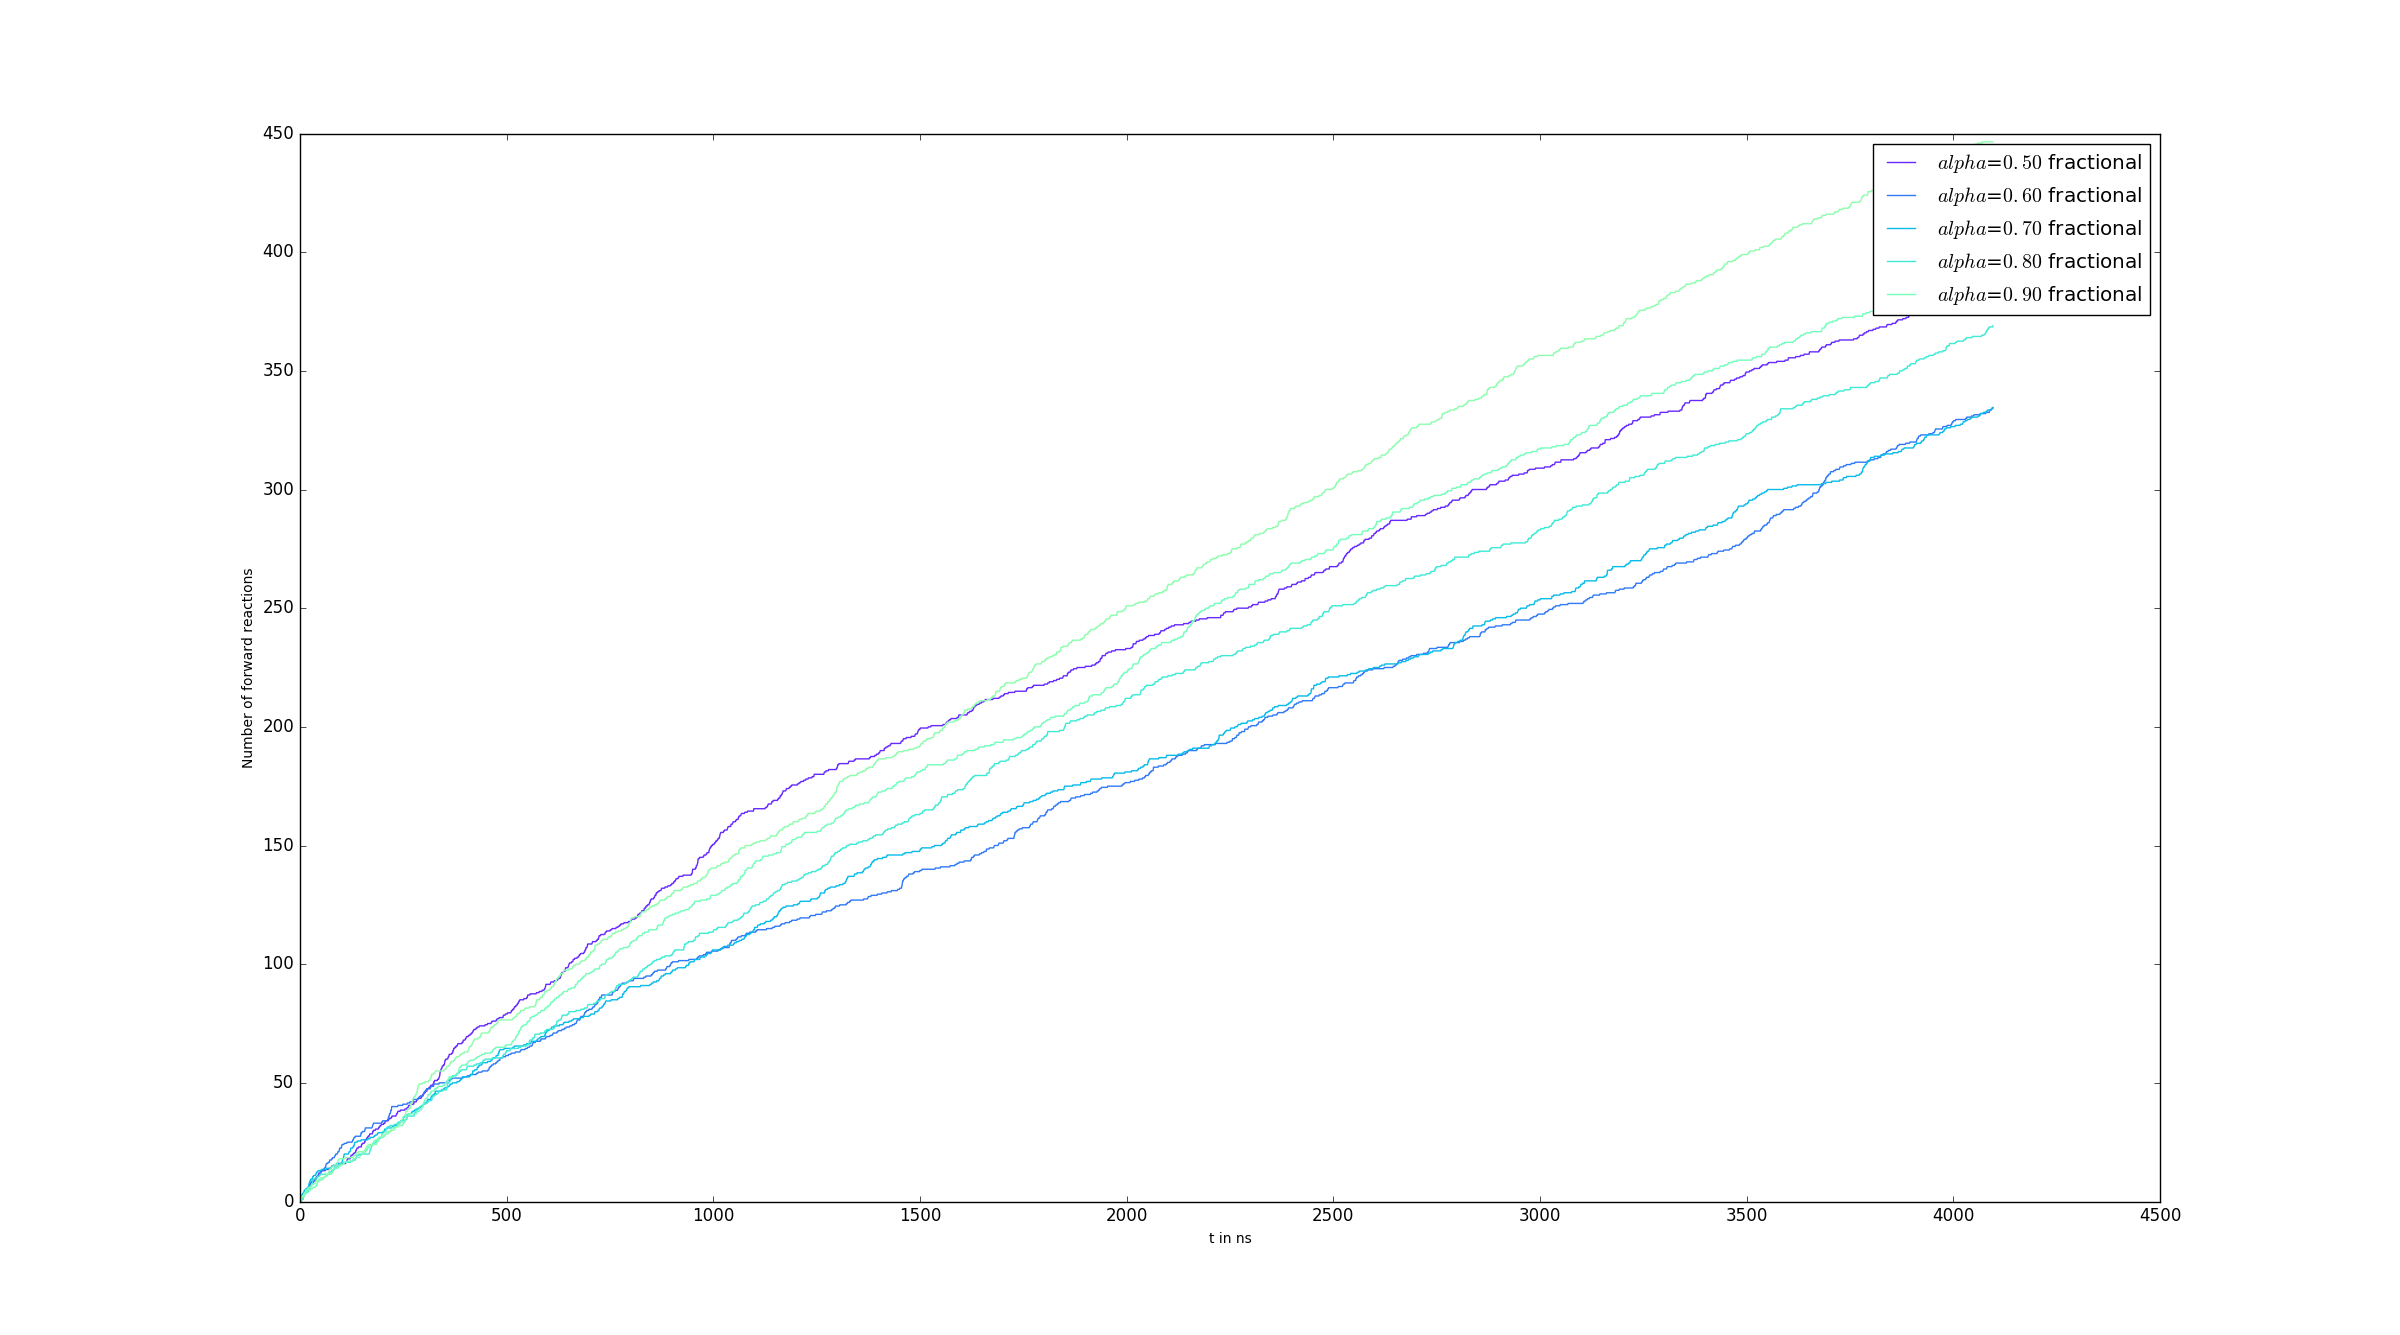 450
400
350
300
250
200
150
100
50
0
Number of forward reactions
0 500 1000 1500 2000 2500 3000 3500 4000 4500
t in ns
alpha=0.50 fractional
alpha=0.60 fractional
alpha=0.70 fractional
alpha=0.80 fractional
alpha=0.90 fractional